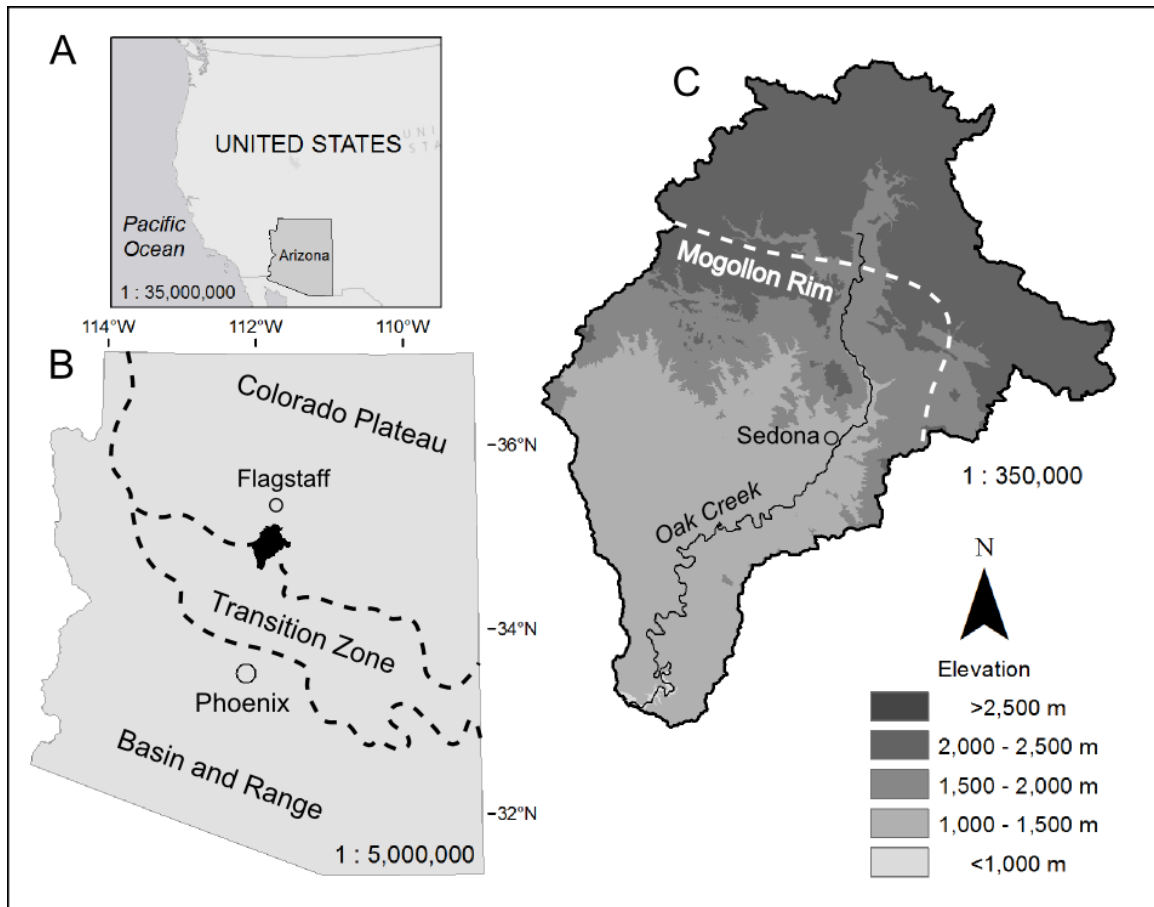 A
UNITED STATES
UNI
STA
Pacific
Ocean
Arizona
1 : 35,000,000
114°W
112°W
110°W
B
Colorado Plateau
36°N
Flagstaff
Transition Zone
34°N
Phoenix
Basin and Range
32°N
1 : 5,000,000
C
Mogollon Rim
Sedona
1 : 350,000
Oak Creek
N
Elevation
>2,500 m
2,000 - 2,500 m
1,500 - 2,000 m
1,000 - 1,500 m
<1,000 m